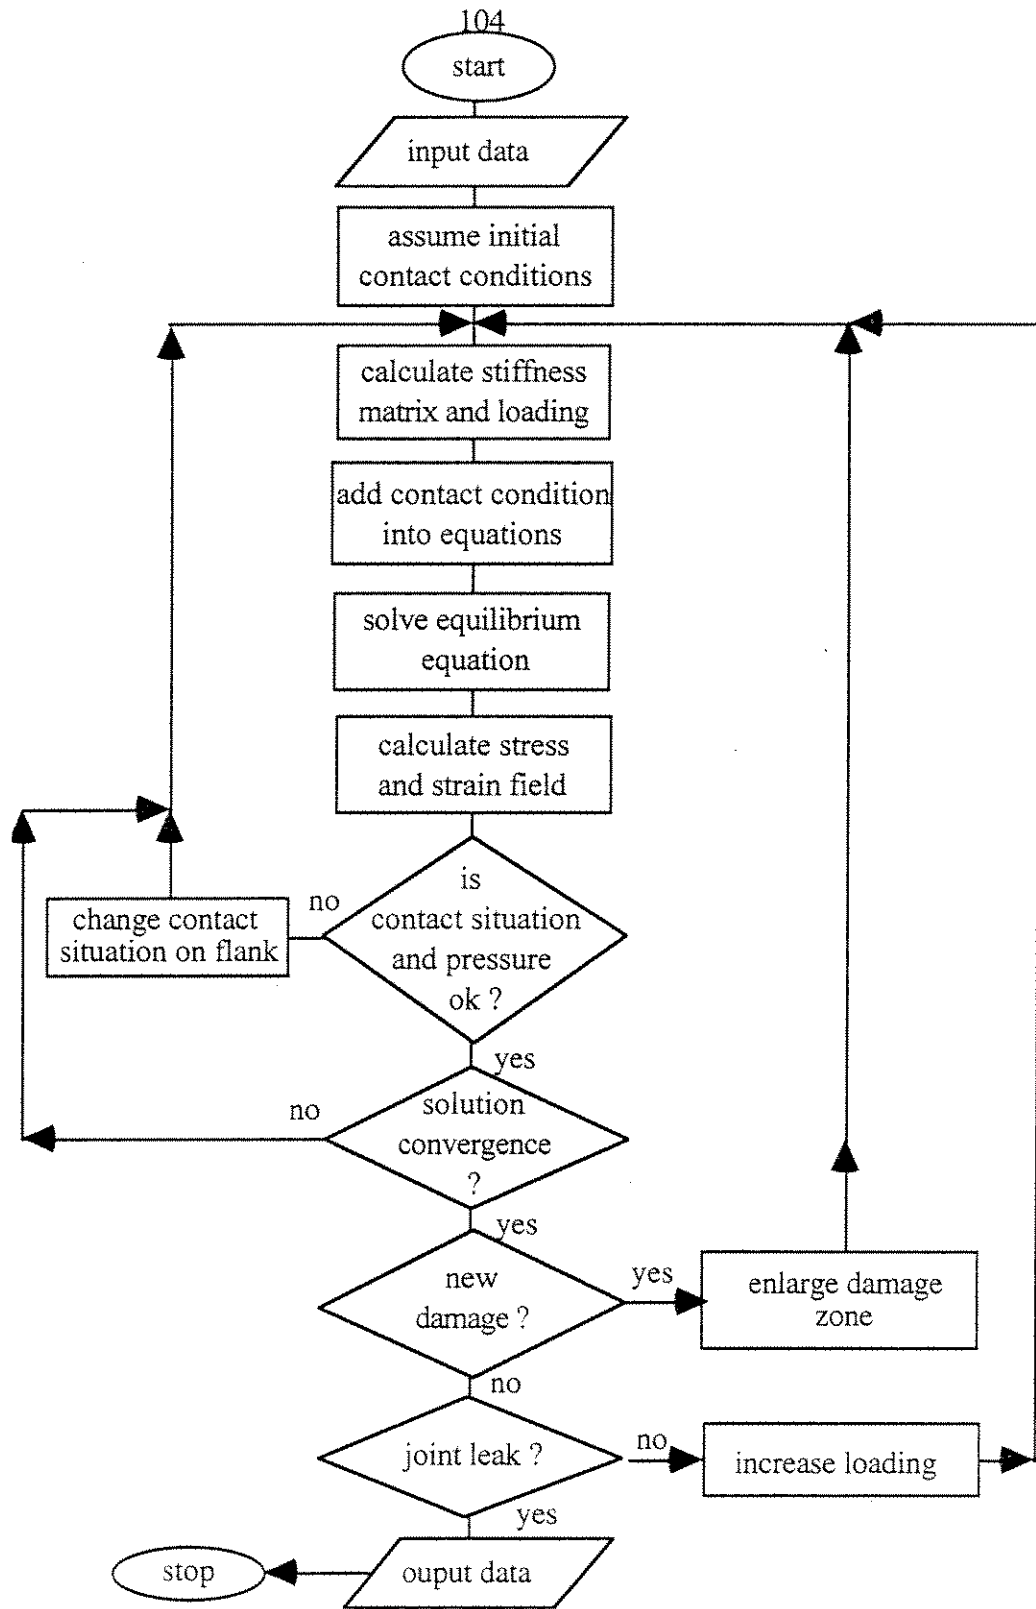 104
start
input data
assume initial
contact conditions
calculate stiffness
matrix and loading
add contact condition
into equations
solve equilibrium
equation
calculate stress
and strain field
is
contact situation
and pressure
ok ?
no
change contact
situation on flank
yes
solution
convergence
?
no
yes
new
damage ?
yes
enlarge damage
zone
no
joint leak ?
no
increase loading
yes
ouput data
stop